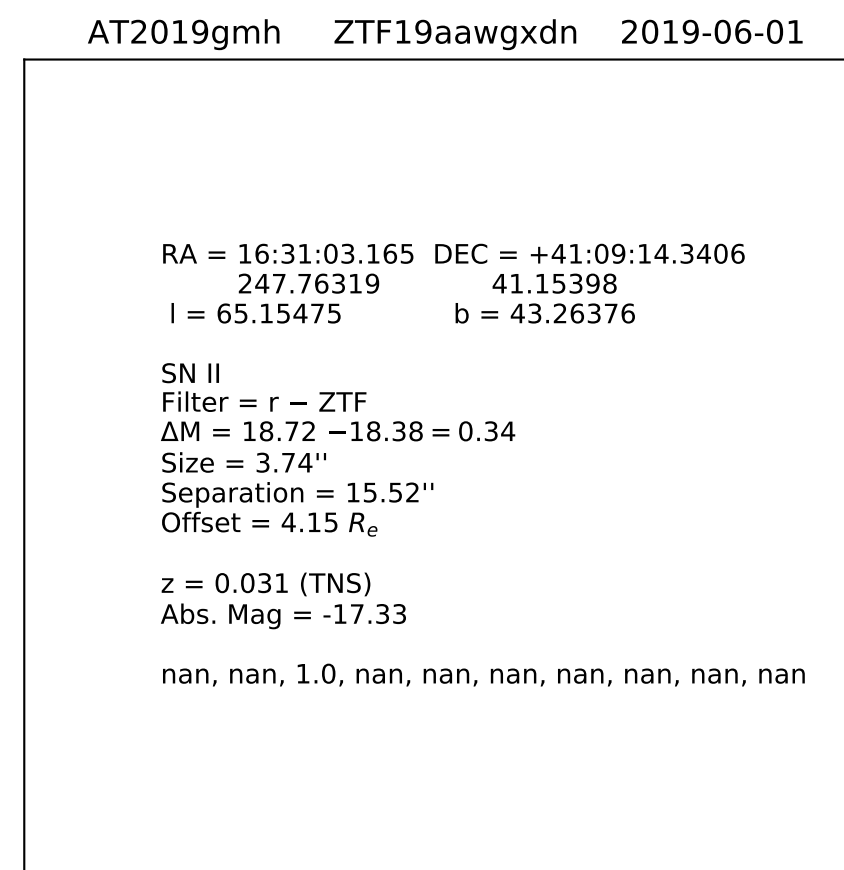 AT2019gmh ZTF19aawgxdn 2019-06-01
RA = 16:31:03.165 DEC = +41:09:14.3406
247.76319 41.15398
l = 65.15475 b = 43.26376
SN II
Filter = r − ZTF
ΔM = 18.72 −18.38 = 0.34
Size = 3.74''
Separation = 15.52''
Offset = 4.15 Rₑ
z = 0.031 (TNS)
Abs. Mag = -17.33
nan, nan, 1.0, nan, nan, nan, nan, nan, nan, nan